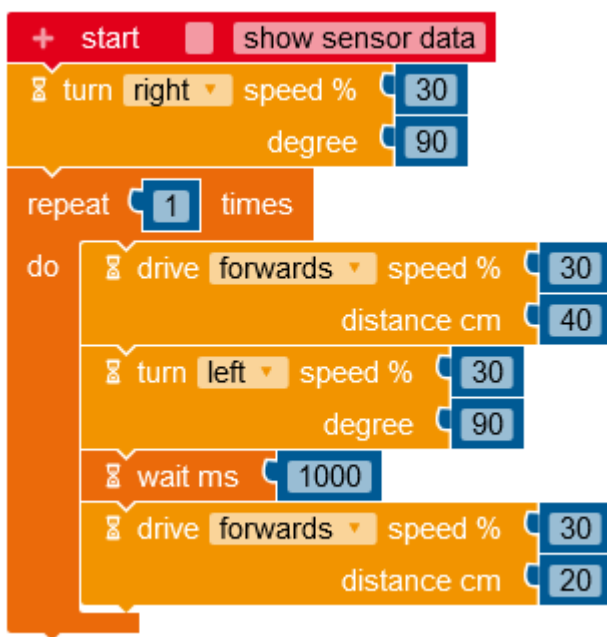 + start show sensor data
turn right speed % 30
degree 90
repeat 1 times
do drive forwards speed % 30
distance cm 40
turn left speed % 30
degree 90
wait ms 1000
drive forwards speed % 30
distance cm 20